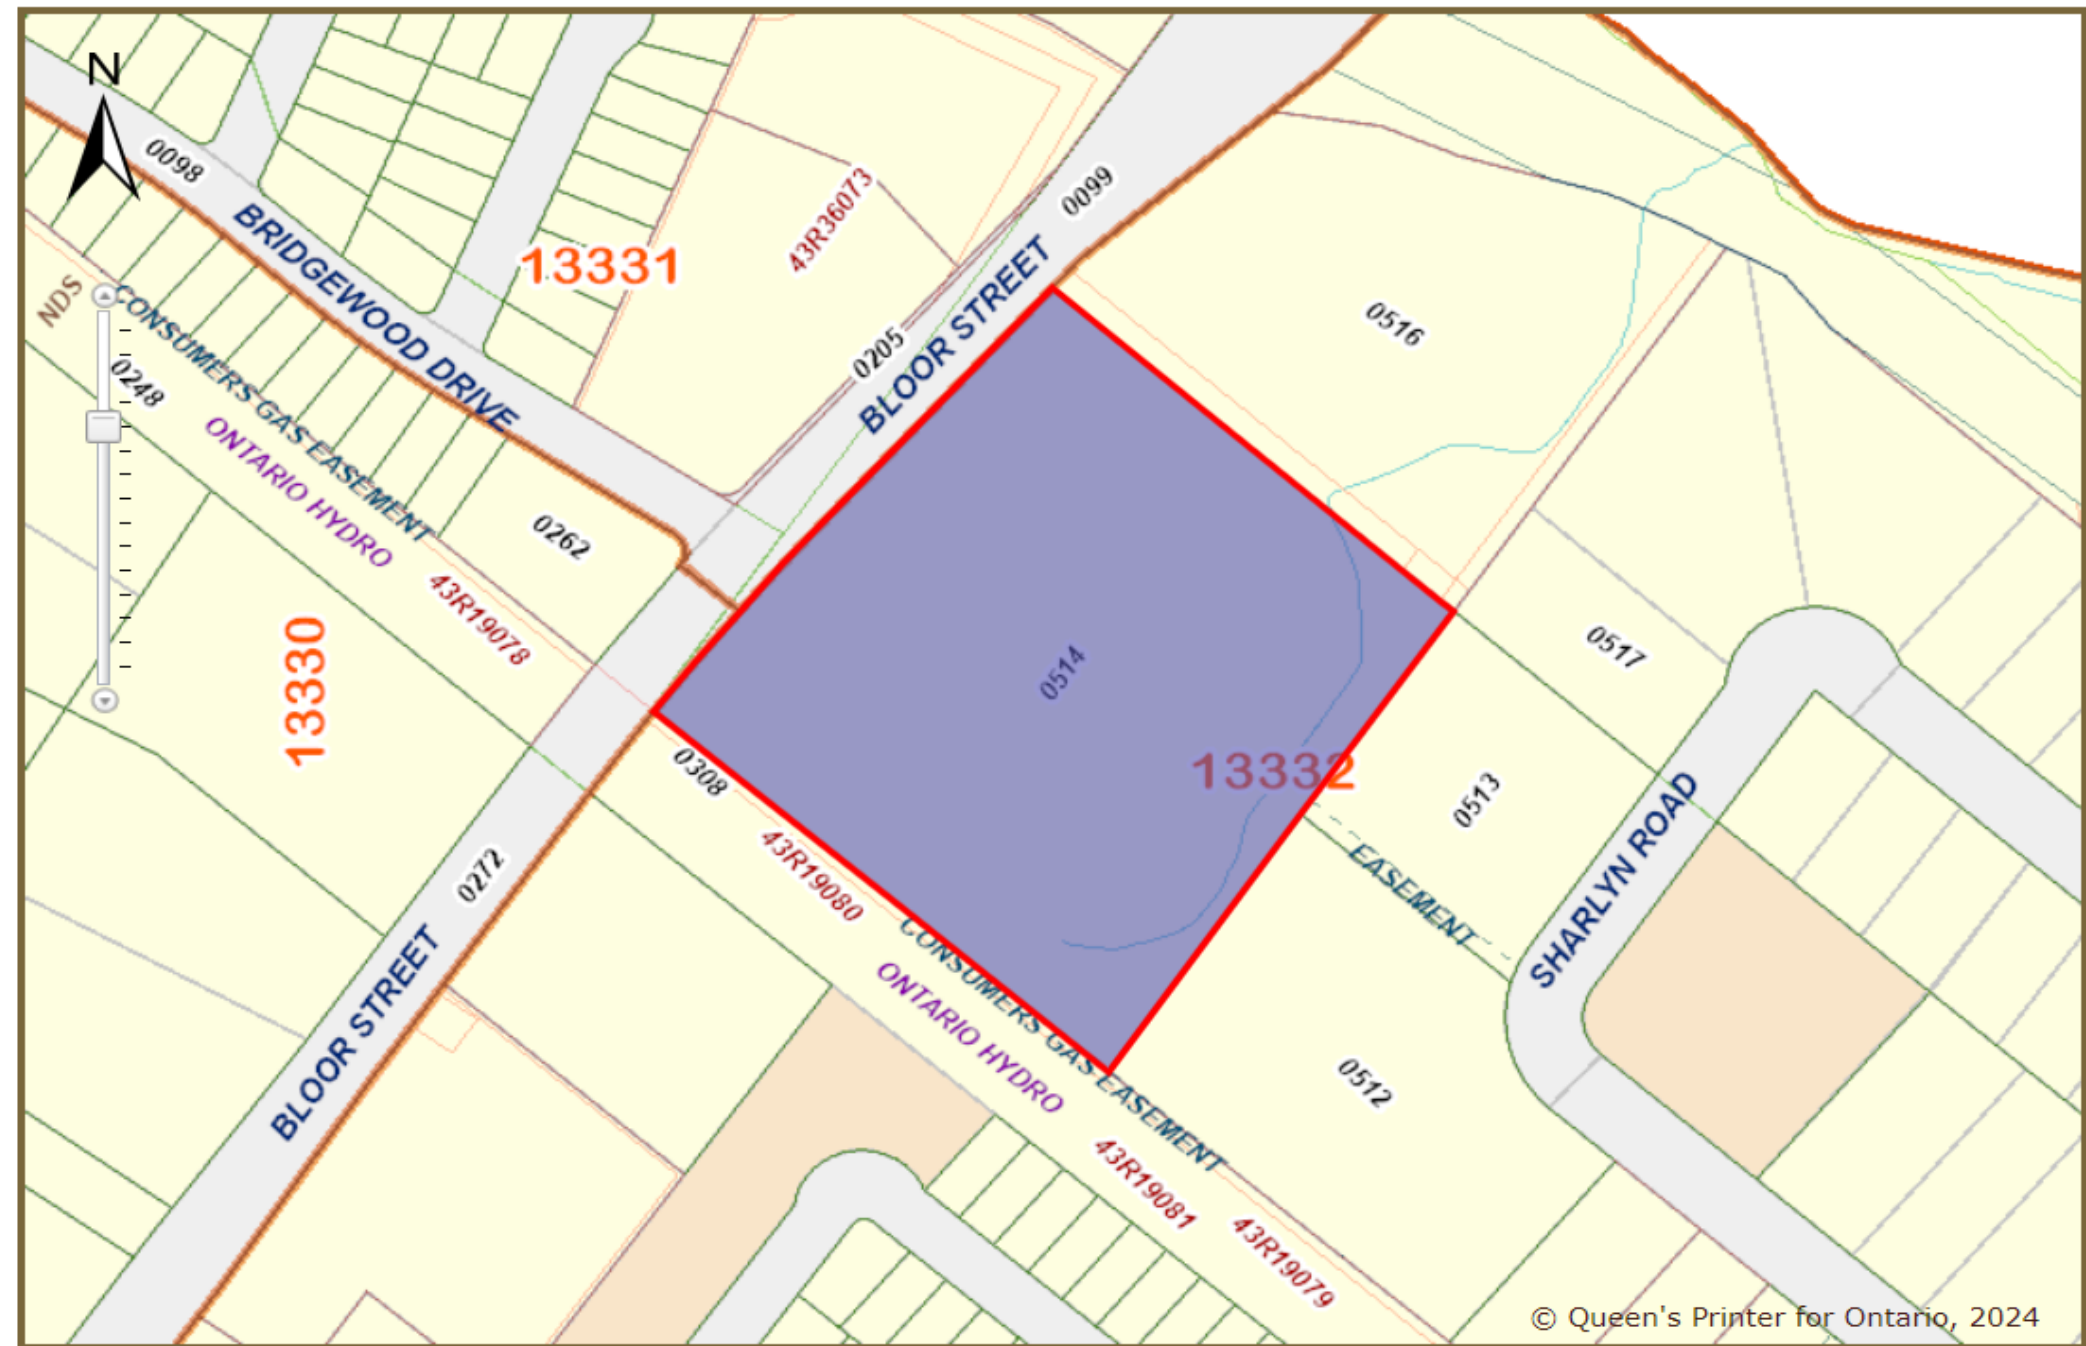 N
0098
BRIDGEWOOD DRIVE
13331
43R36073
0099
BLOOR STREET
0205
0516
NDS
CONSUMERS GAS EASEMENT
0248
ONTARIO HYDRO
0262
43R19078
13330
0514
0517
13332
0513
0308
43R19080
EASEMENT
SHARLYN ROAD
0272
BLOOR STREET
CONSUMERS GAS EASEMENT
ONTARIO HYDRO
0512
43R19081
43R19079
© Queen's Printer for Ontario, 2024